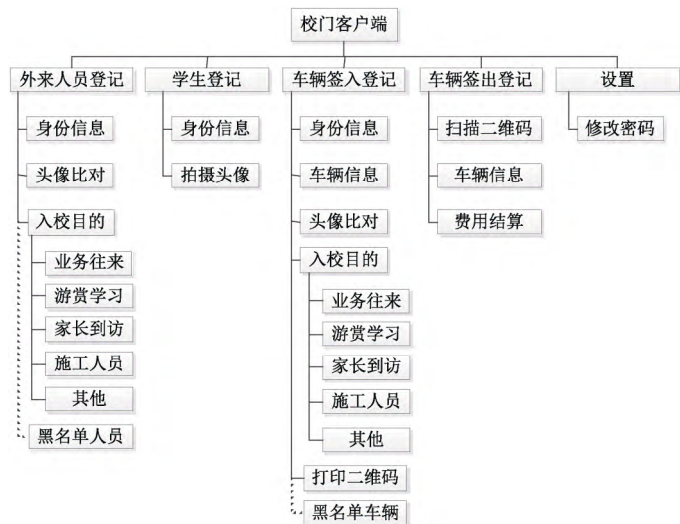 校门客户端
外来人员登记
身份信息
头像比对
入校目的
业务往来
游赏学习
家长到访
施工人员
其他
黑名单人员
学生登记
身份信息
拍摄头像
车辆签入登记
身份信息
车辆信息
头像比对
入校目的
业务往来
游赏学习
家长到访
施工人员
其他
打印二维码
黑名单车辆
车辆签出登记
扫描二维码
车辆信息
费用结算
设置
修改密码